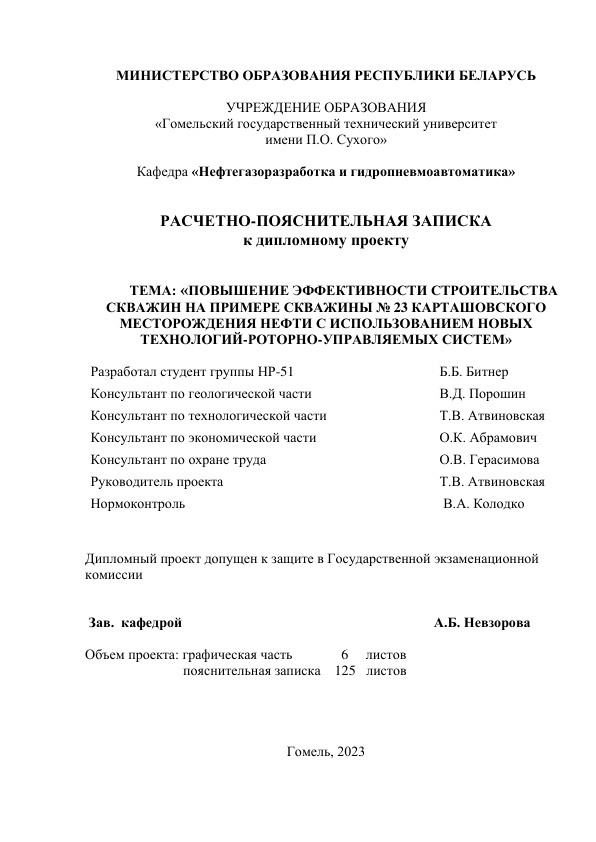 МИНИСТЕРСТВО ОБРАЗОВАНИЯ РЕСПУБЛИКИ БЕЛАРУСЬ
УЧРЕЖДЕНИЕ ОБРАЗОВАНИЯ
«Гомельский государственный технический университет
имени П.О. Сухого»
Кафедра «Нефтегазоразработка и гидропневмоавтоматика»
РАСЧЕТНО-ПОЯСНИТЕЛЬНАЯ ЗАПИСКА
к дипломному проекту
ТЕМА: «ПОВЫШЕНИЕ ЭФФЕКТИВНОСТИ СТРОИТЕЛЬСТВА
СКВАЖИН НА ПРИМЕРЕ СКВАЖИНЫ № 23 КАРТАШОВСКОГО
МЕСТОРОЖДЕНИЯ НЕФТИ С ИСПОЛЬЗОВАНИЕМ НОВЫХ
ТЕХНОЛОГИЙ-РОТОРНО-УПРАВЛЯЕМЫХ СИСТЕМ»
Разработал студент группы НР-51 Б.Б. Битнер
Консультант по геологической части В.Д. Порошин
Консультант по технологической части Т.В. Атвиновская
Консультант по экономической части О.К. Абрамович
Консультант по охране труда О.В. Герасимова
Руководитель проекта Т.В. Атвиновская
Нормоконтроль В.А. Колодко
Дипломный проект допущен к защите в Государственной экзаменационной
комиссии
Зав. кафедрой А.Б. Невзорова
Объем проекта: графическая часть 6 листов
пояснительная записка 125 листов
Гомель, 2023